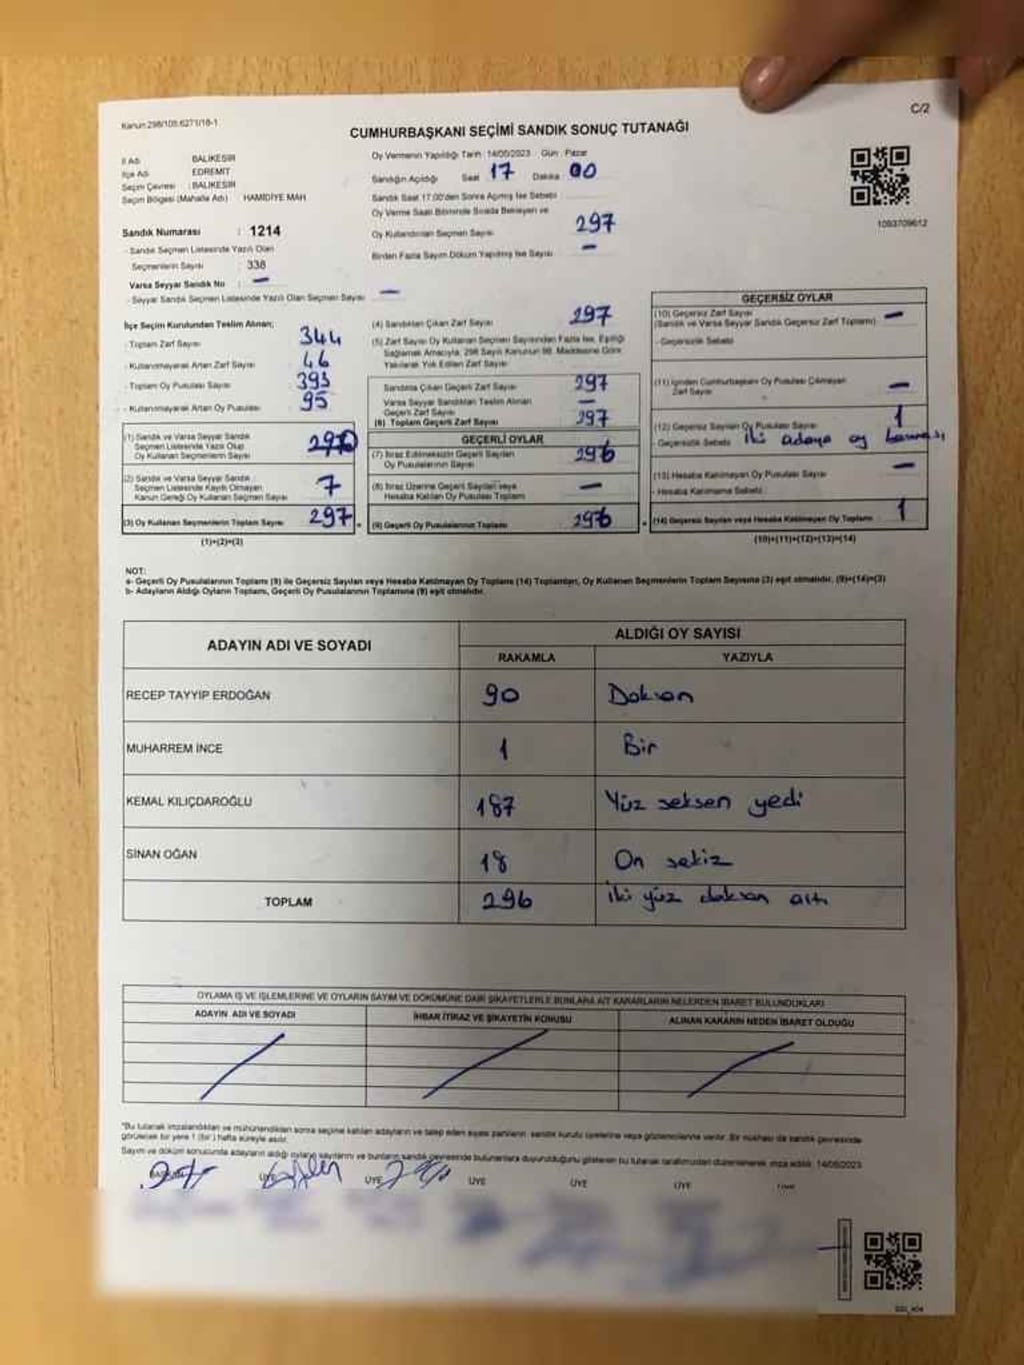 C/2
Kanun:298/105:6271/18-1
CUMHURBAŞKANI SEÇİMİ SANDIK SONUÇ TUTANAĞI
İl Adı BALIKESİR
İlçe Adı EDREMİT
Seçim Çevresi : BALIKESİR
Seçim Bölgesi (Mahalle Adı) HAMİDİYE MAH
Sandık Numarası : 1214
- Sandık Seçmen Listesinde Yazılı Olan
Seçmenlerin Sayısı : 338
Varsa Seyyar Sandık No : —
- Seyyar Sandık Seçmen Listesinde Yazılı Olan Seçmen Sayısı —
Oy Vermenin Yapıldığı Tarih :14/05/2023 Gün : Pazar
Sandığın Açıldığı Saat 17 Dakika 00
Sandık Saat 17:00'den Sonra Açılmış İse Sebebi
Oy Verme Saati Bitiminde Sırada Bekleyen ve
Oy Kullandırılan Seçmen Sayısı 297
Birden Fazla Sayım Döküm Yapılmış İse Sayısı —
1093709612
İlçe Seçim Kurulundan Teslim Alınan;
- Toplam Zarf Sayısı 344
- Kullanılmayarak Artan Zarf Sayısı 46
- Toplam Oy Pusulası Sayısı 393
- Kullanılmayarak Artan Oy Pusulası 95
(1) Sandık ve Varsa Seyyar Sandık
Seçmen Listesinde Yazılı Olup
Oy Kullanan Seçmenlerin Sayısı 290
(2) Sandık ve Varsa Seyyar Sandık
Seçmen Listesinde Kayıtlı Olmayan
Kanun Gereği Oy Kullanan Seçmen Sayısı 7
(3) Oy Kullanan Seçmenlerin Toplam Sayısı 297
(1)+(2)=(3)
(4) Sandıktan Çıkan Zarf Sayısı 297
(5) Zarf Sayısı Oy Kullanan Seçmen Sayısından Fazla İse, Eşitliği
Sağlamak Amacıyla, 298 Sayılı Kanunun 98. Maddesine Göre
Yakılarak Yok Edilen Zarf Sayısı
Sandıkta Çıkan Geçerli Zarf Sayısı 297
Varsa Seyyar Sandıktan Teslim Alınan
Geçerli Zarf Sayısı —
(6) Toplam Geçerli Zarf Sayısı 297
GEÇERLİ OYLAR
(7) İtiraz Edilmeksizin Geçerli Sayılan
Oy Pusulalarının Sayısı 296
(8) İtiraz Üzerine Geçerli Sayılan veya
Hesaba Katılan Oy Pusulası Toplamı —
(9) Geçerli Oy Pusulalarının Toplamı 296
GEÇERSİZ OYLAR
(10) Geçersiz Zarf Sayısı
(Sandık ve Varsa Seyyar Sandık Geçersiz Zarf Toplamı) —
- Geçersizlik Sebebi
(11) İçinden Cumhurbaşkanı Oy Pusulası Çıkmayan
Zarf Sayısı —
(12) Geçersiz Sayılan Oy Pusulası Sayısı 1
- Geçersizlik Sebebi iki adaya oy basması
(13) Hesaba Katılmayan Oy Pusulası Sayısı —
- Hesaba Katılmama Sebebi
(14) Geçersiz Sayılan veya Hesaba Katılmayan Oy Toplamı 1
(10)+(11)+(12)+(13)=(14)
NOT:
a- Geçerli Oy Pusulalarının Toplamı (9) ile Geçersiz Sayılan veya Hesaba Katılmayan Oy Toplamı (14) Toplamları, Oy Kullanan Seçmenlerin Toplam Sayısına (3) eşit olmalıdır. (9)+(14)=(3)
b- Adayların Aldığı Oyların Toplamı, Geçerli Oy Pusulalarının Toplamına (9) eşit olmalıdır.
ADAYIN ADI VE SOYADI ALDIĞI OY SAYISI
RAKAMLA YAZIYLA
RECEP TAYYİP ERDOĞAN 90 Doksan
MUHARREM İNCE 1 Bir
KEMAL KILIÇDAROĞLU 187 Yüz seksen yedi
SİNAN OĞAN 18 On sekiz
TOPLAM 296 İki yüz doksan altı
OYLAMA İŞ VE İŞLEMLERİNE VE OYLARIN SAYIM VE DÖKÜMÜNE DAİR ŞİKAYETLERLE BUNLARA AİT KARARLARIN NELERDEN İBARET BULUNDUKLARI
ADAYIN ADI VE SOYADI İHBAR İTİRAZ VE ŞİKAYETİN KONUSU ALINAN KARARIN NEDEN İBARET OLDUĞU
"Bu tutanak imzalandıktan ve mühürlendikten sonra seçime katılan adayların ve talep eden siyasi partilerin sandık kurulu üyelerine veya gözlemcilerine verilir. Bir nüshası da sandık çevresinde
görülecek bir yere 1 (bir) hafta süreyle asılır.
Sayım ve döküm sonucunda adayların aldığı oyların sayılarını ve bunların sandık çevresinde bulunanlara duyurulduğunu gösteren bu tutanak tarafımızdan düzenlenerek imza edildi. 14/05/2023
BAŞKAN ÜYE ÜYE ÜYE ÜYE ÜYE ÜYE